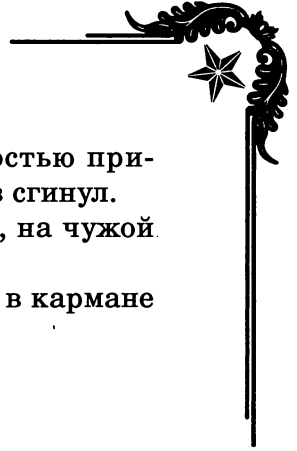 остью при-
сгинул.
, на чужой
в кармане